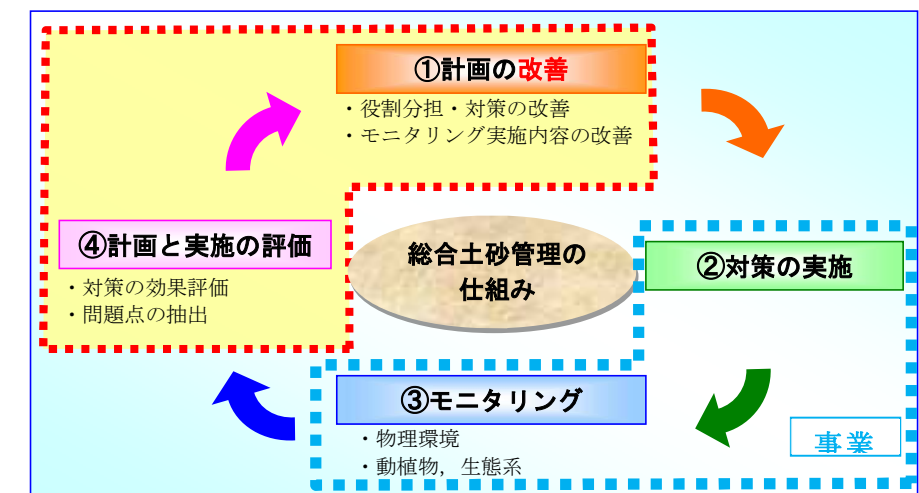 ①計画の改善
・役割分担・対策の改善
・モニタリング実施内容の改善
④計画と実施の評価
・対策の効果評価
・問題点の抽出
総合土砂管理の
仕組み
②対策の実施
③モニタリング
・物理環境
・動植物，生態系
事業